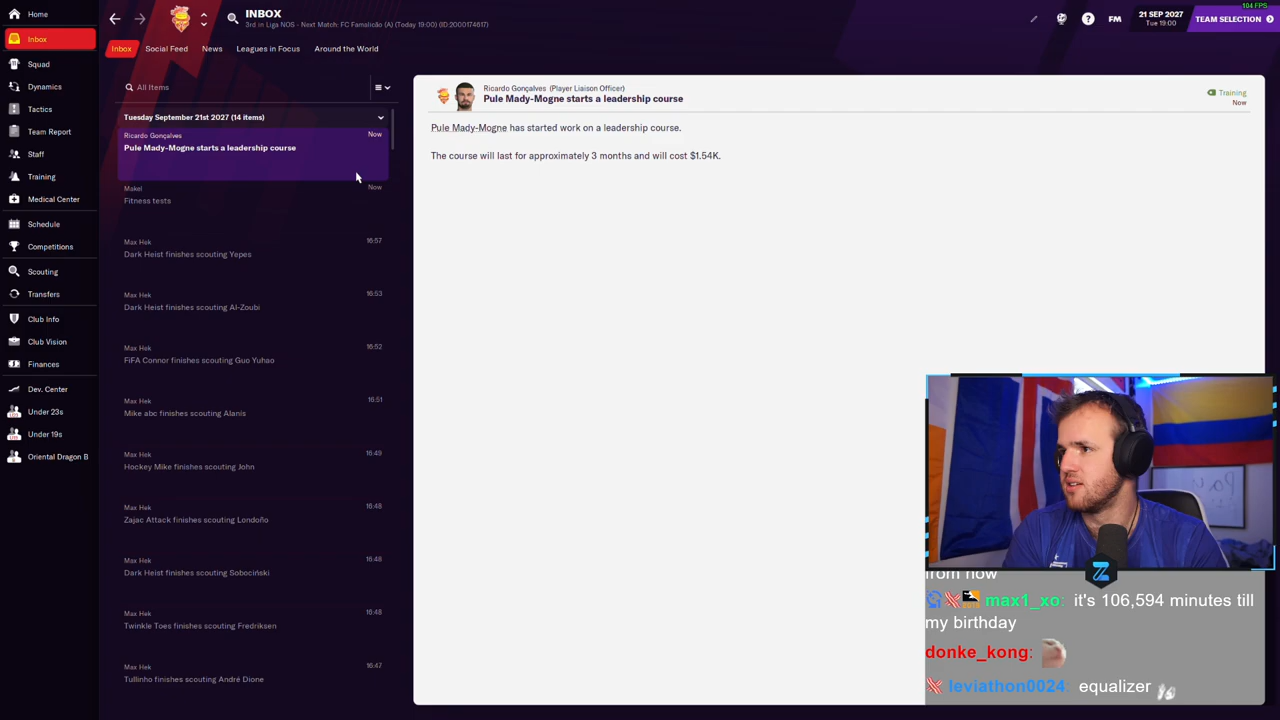 Home
Inbox
Squad
Dynamics
Tactics
Team Report
Staff
Training
Medical Center
Schedule
Competitions
Scouting
Transfers
Club Info
Club Vision
Finances
Dev. Center
Under 23s
Under 19s
Oriental Dragon B
INBOX
3rd in Liga NOS - Next Match: FC Famalicão (A) (Today 19:00) (ID:2000174617)
104 FPS
FM
21 SEP 2027
Tue 19:00
TEAM SELECTION
Inbox Social Feed News Leagues in Focus Around the World
All Items
Tuesday September 21st 2027 (14 items)
Ricardo Gonçalves Now
Pule Mady-Mogne starts a leadership course
Makel Now
Fitness tests
Max Hek 16:57
Dark Heist finishes scouting Yepes
Max Hek 16:53
Dark Heist finishes scouting Al-Zoubi
Max Hek 16:52
FiFA Connor finishes scouting Guo Yuhao
Max Hek 16:51
Mike abc finishes scouting Alanis
Max Hek 16:49
Hockey Mike finishes scouting John
Max Hek 16:48
Zajac Attack finishes scouting Londoño
Max Hek 16:48
Dark Heist finishes scouting Sobociński
Max Hek 16:48
Twinkle Toes finishes scouting Fredriksen
Max Hek 16:47
Tullinho finishes scouting André Dione
Ricardo Gonçalves (Player Liaison Officer)
Pule Mady-Mogne starts a leadership course
Training
Now
Pule Mady-Mogne has started work on a leadership course.
The course will last for approximately 3 months and will cost $1.54K.
from now
max1_xo: it's 106,594 minutes till
my birthday
donke_kong:
leviathon0024: equalizer